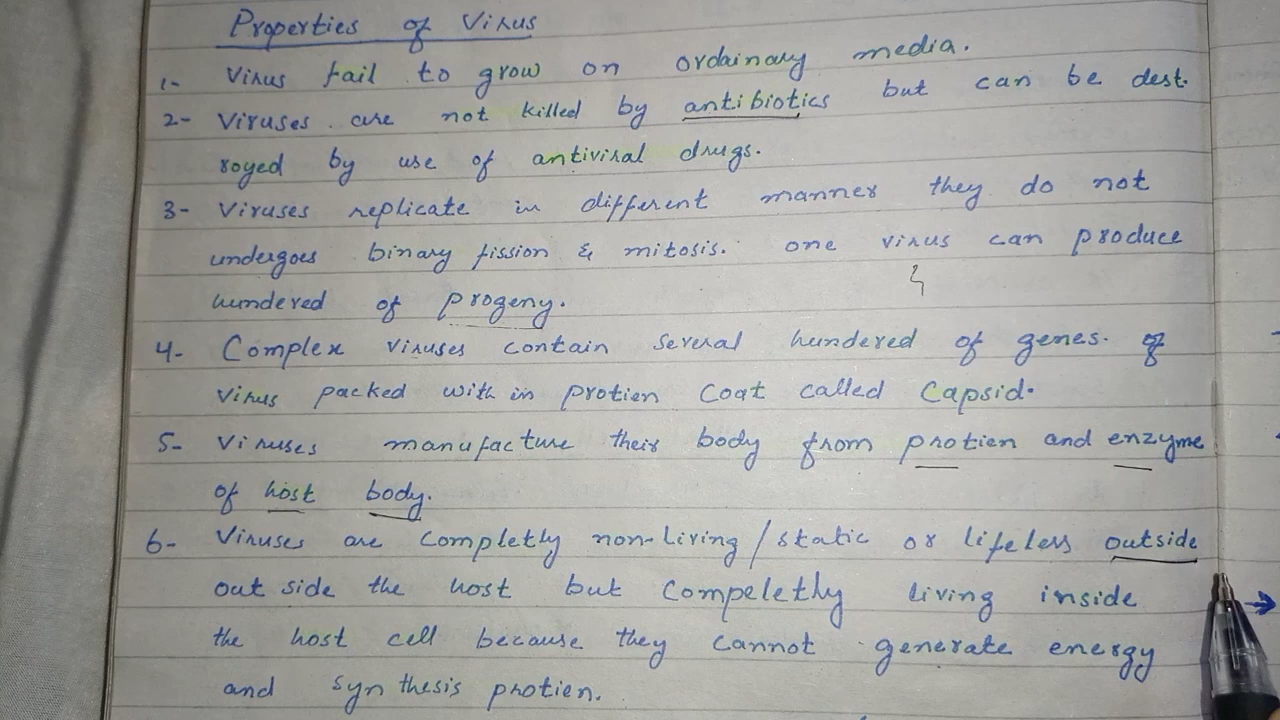 Properties of Virus
1- Virus fail to grow on ordainary media.
2- Viruses are not killed by antibiotics but can be dest.
royed by use of antiviral drugs.
3- Viruses replicate in different manner they do not
undergoes binary fission & mitosis. one virus can produce
hundered of progeny.
4- Complex viruses contain several hundered of genes. of
virus packed with in protien Coat called Capsid.
5- Viruses manufacture their body from protien and enzyme
of host body.
6- Viruses are completly non-living/static or lifeless outside
out side the host but Compeletly living inside
the host cell because they cannot generate energy
and synthesis protien.